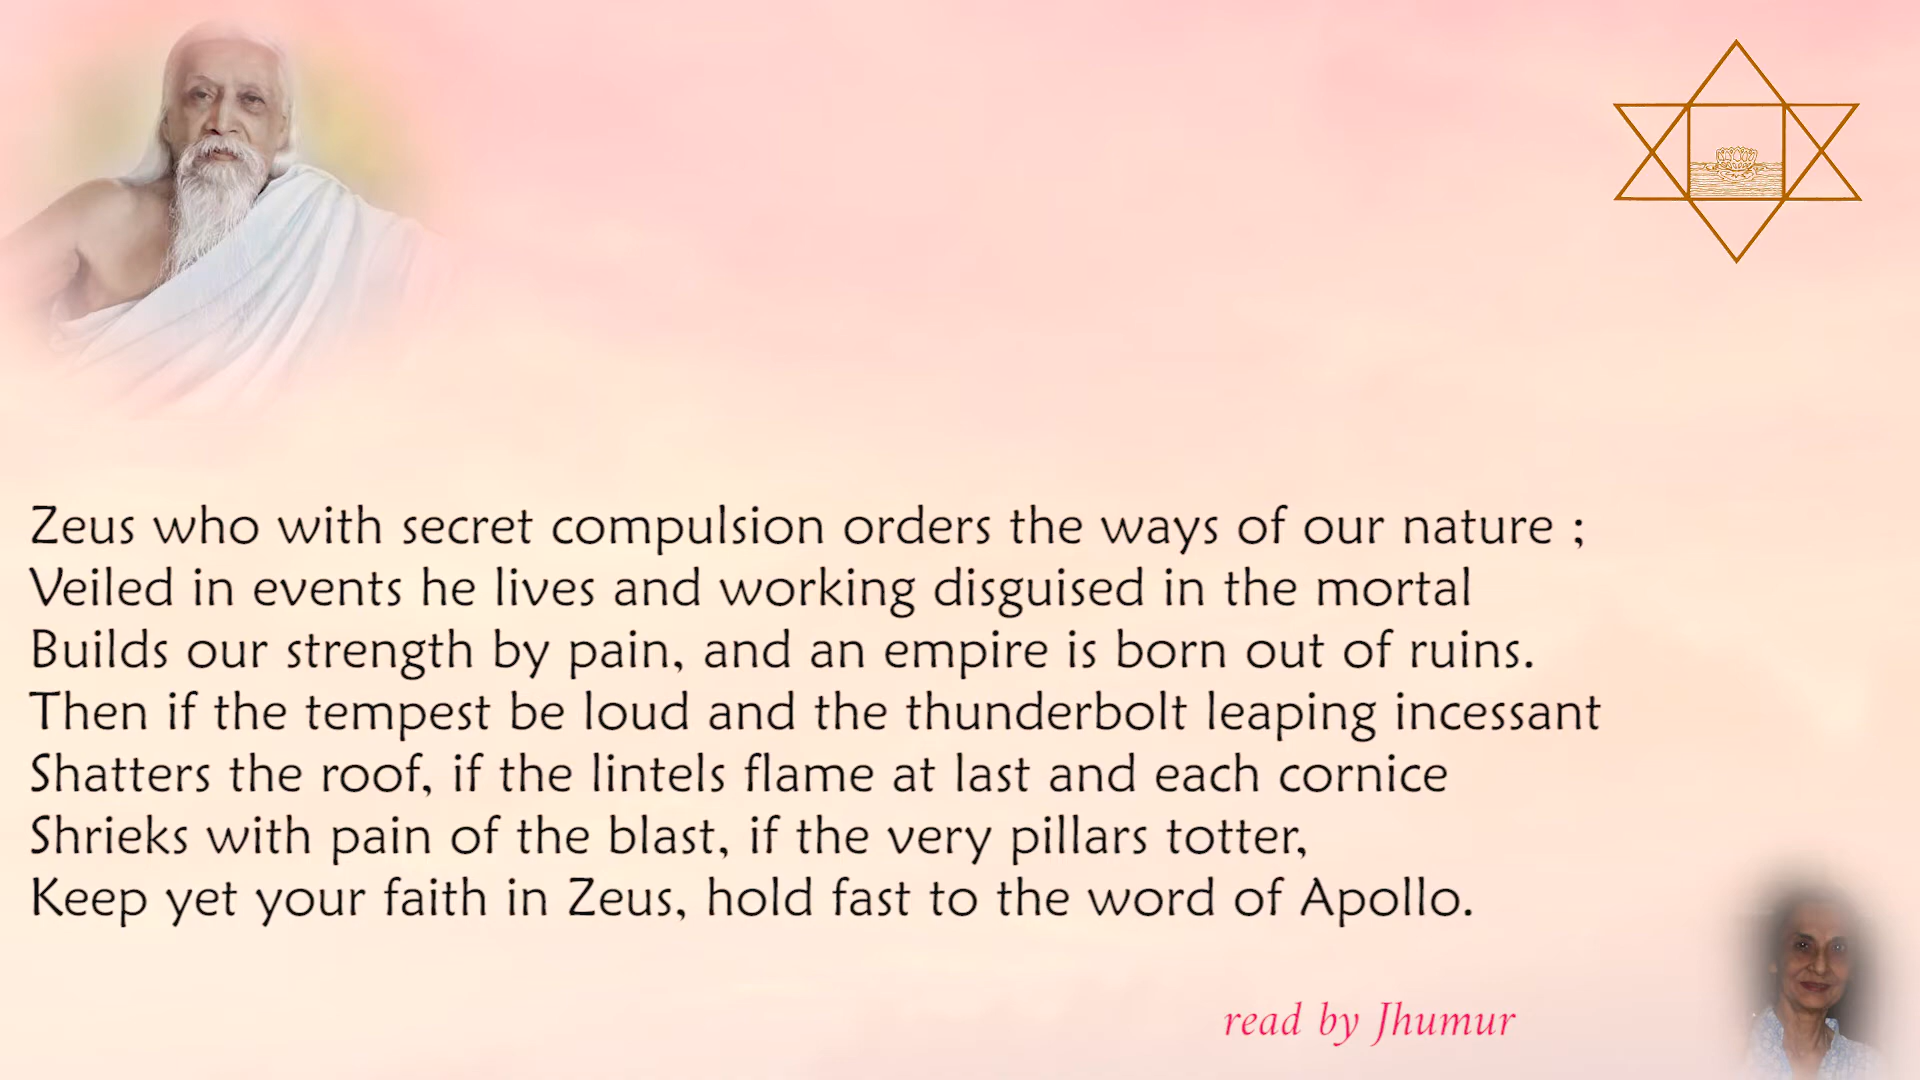 Zeus who with secret compulsion orders the ways of our nature ;
Veiled in events he lives and working disguised in the mortal
Builds our strength by pain, and an empire is born out of ruins.
Then if the tempest be loud and the thunderbolt leaping incessant
Shatters the roof, if the lintels flame at last and each cornice
Shrieks with pain of the blast, if the very pillars totter,
Keep yet your faith in Zeus, hold fast to the word of Apollo.
read by Jhumur